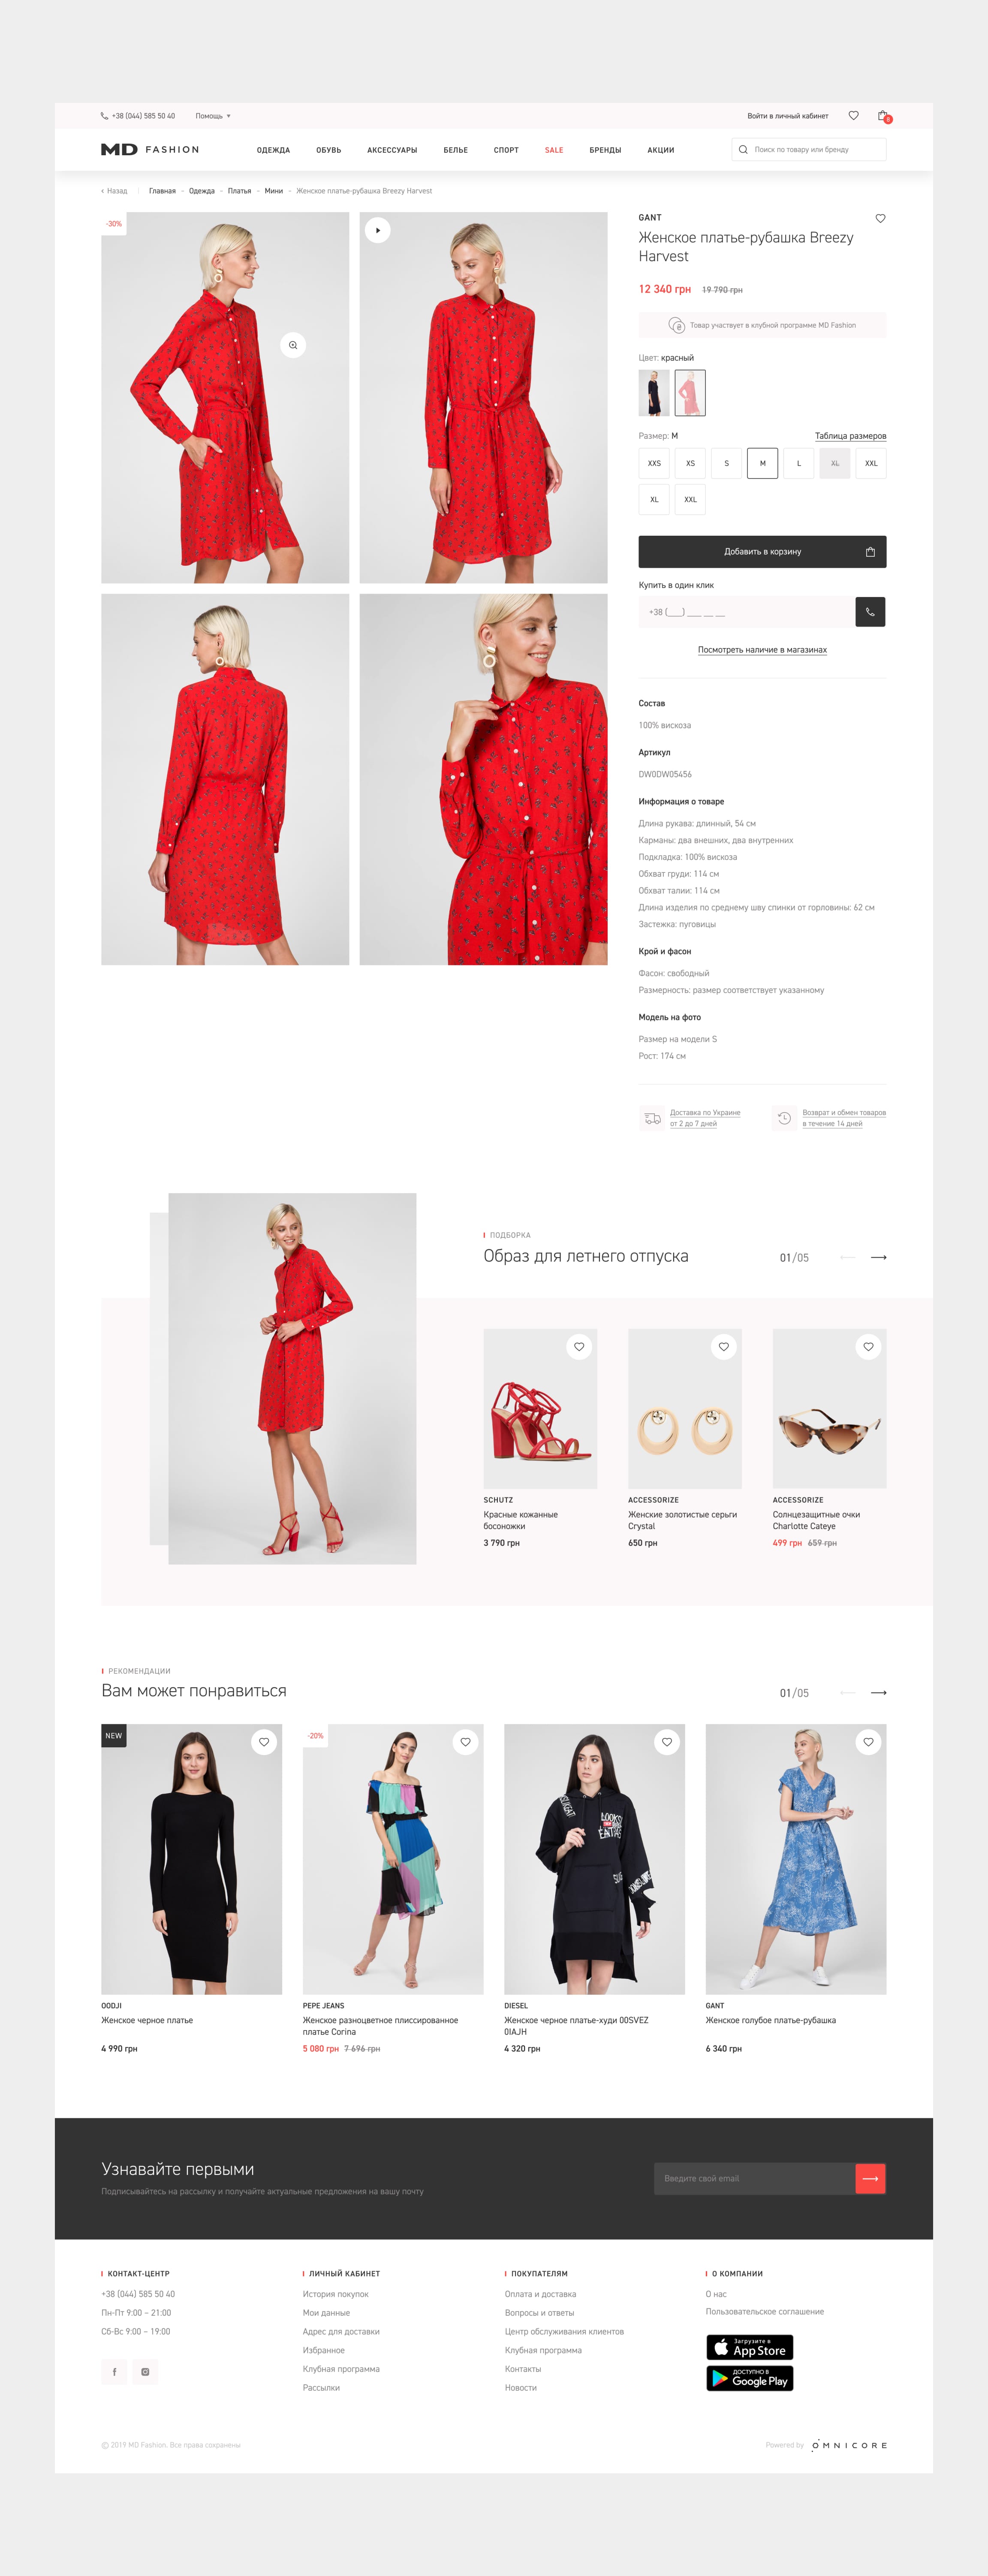 +38 (044) 585 50 40
Помощь
Войти в личный кабинет
8
MD FASHION
ОДЕЖДА
ОБУВЬ
АКСЕССУАРЫ
БЕЛЬЕ
СПОРТ
SALE
БРЕНДЫ
АКЦИИ
Поиск по товару или бренду
Назад
Главная - Одежда - Платья - Мини - Женское платье-рубашка Breezy Harvest
-30%
GANT
Женское платье-рубашка Breezy
Harvest
12 340 грн 19 790 грн
Товар участвует в клубной программе MD Fashion
Цвет: красный
Размер: M
Таблица размеров
XXS XS S M L XL XXL
XL XXL
Добавить в корзину
Купить в один клик
+38 (___) ___ __ __
Посмотреть наличие в магазинах
Состав
100% вискоза
Артикул
DW0DW05456
Информация о товаре
Длина рукава: длинный, 54 см
Карманы: два внешних, два внутренних
Подкладка: 100% вискоза
Обхват груди: 114 см
Обхват талии: 114 см
Длина изделия по среднему шву спинки от горловины: 62 см
Застежка: пуговицы
Крой и фасон
Фасон: свободный
Размерность: размер соответствует указанному
Модель на фото
Размер на модели S
Рост: 174 см
Доставка по Украине
от 2 до 7 дней
Возврат и обмен товаров
в течение 14 дней
ПОДБОРКА
Образ для летнего отпуска
01/05
SCHUTZ
Красные кожанные
босоножки
3 790 грн
ACCESSORIZE
Женские золотистые серьги
Crystal
650 грн
ACCESSORIZE
Солнцезащитные очки
Charlotte Cateye
499 грн 659 грн
РЕКОМЕНДАЦИИ
Вам может понравиться
01/05
NEW
-20%
OODJI
Женское черное платье
4 990 грн
PEPE JEANS
Женское разноцветное плиссированное
платье Corina
5 080 грн 7 696 грн
DIESEL
Женское черное платье-худи 00SVEZ
0IAJH
4 320 грн
GANT
Женское голубое платье-рубашка
6 340 грн
Узнавайте первыми
Подписывайтесь на рассылку и получайте актуальные предложения на вашу почту
Введите свой email
КОНТАКТ-ЦЕНТР
+38 (044) 585 50 40
Пн-Пт 9:00 – 21:00
Сб-Вс 9:00 – 19:00
ЛИЧНЫЙ КАБИНЕТ
История покупок
Мои данные
Адрес для доставки
Избранное
Клубная программа
Рассылки
ПОКУПАТЕЛЯМ
Оплата и доставка
Вопросы и ответы
Центр обслуживания клиентов
Клубная программа
Контакты
Новости
О КОМПАНИИ
О нас
Пользовательское соглашение
Загрузите в
App Store
ДОСТУПНО В
Google Play
© 2019 MD Fashion. Все права сохранены
Powered by OMNICORE